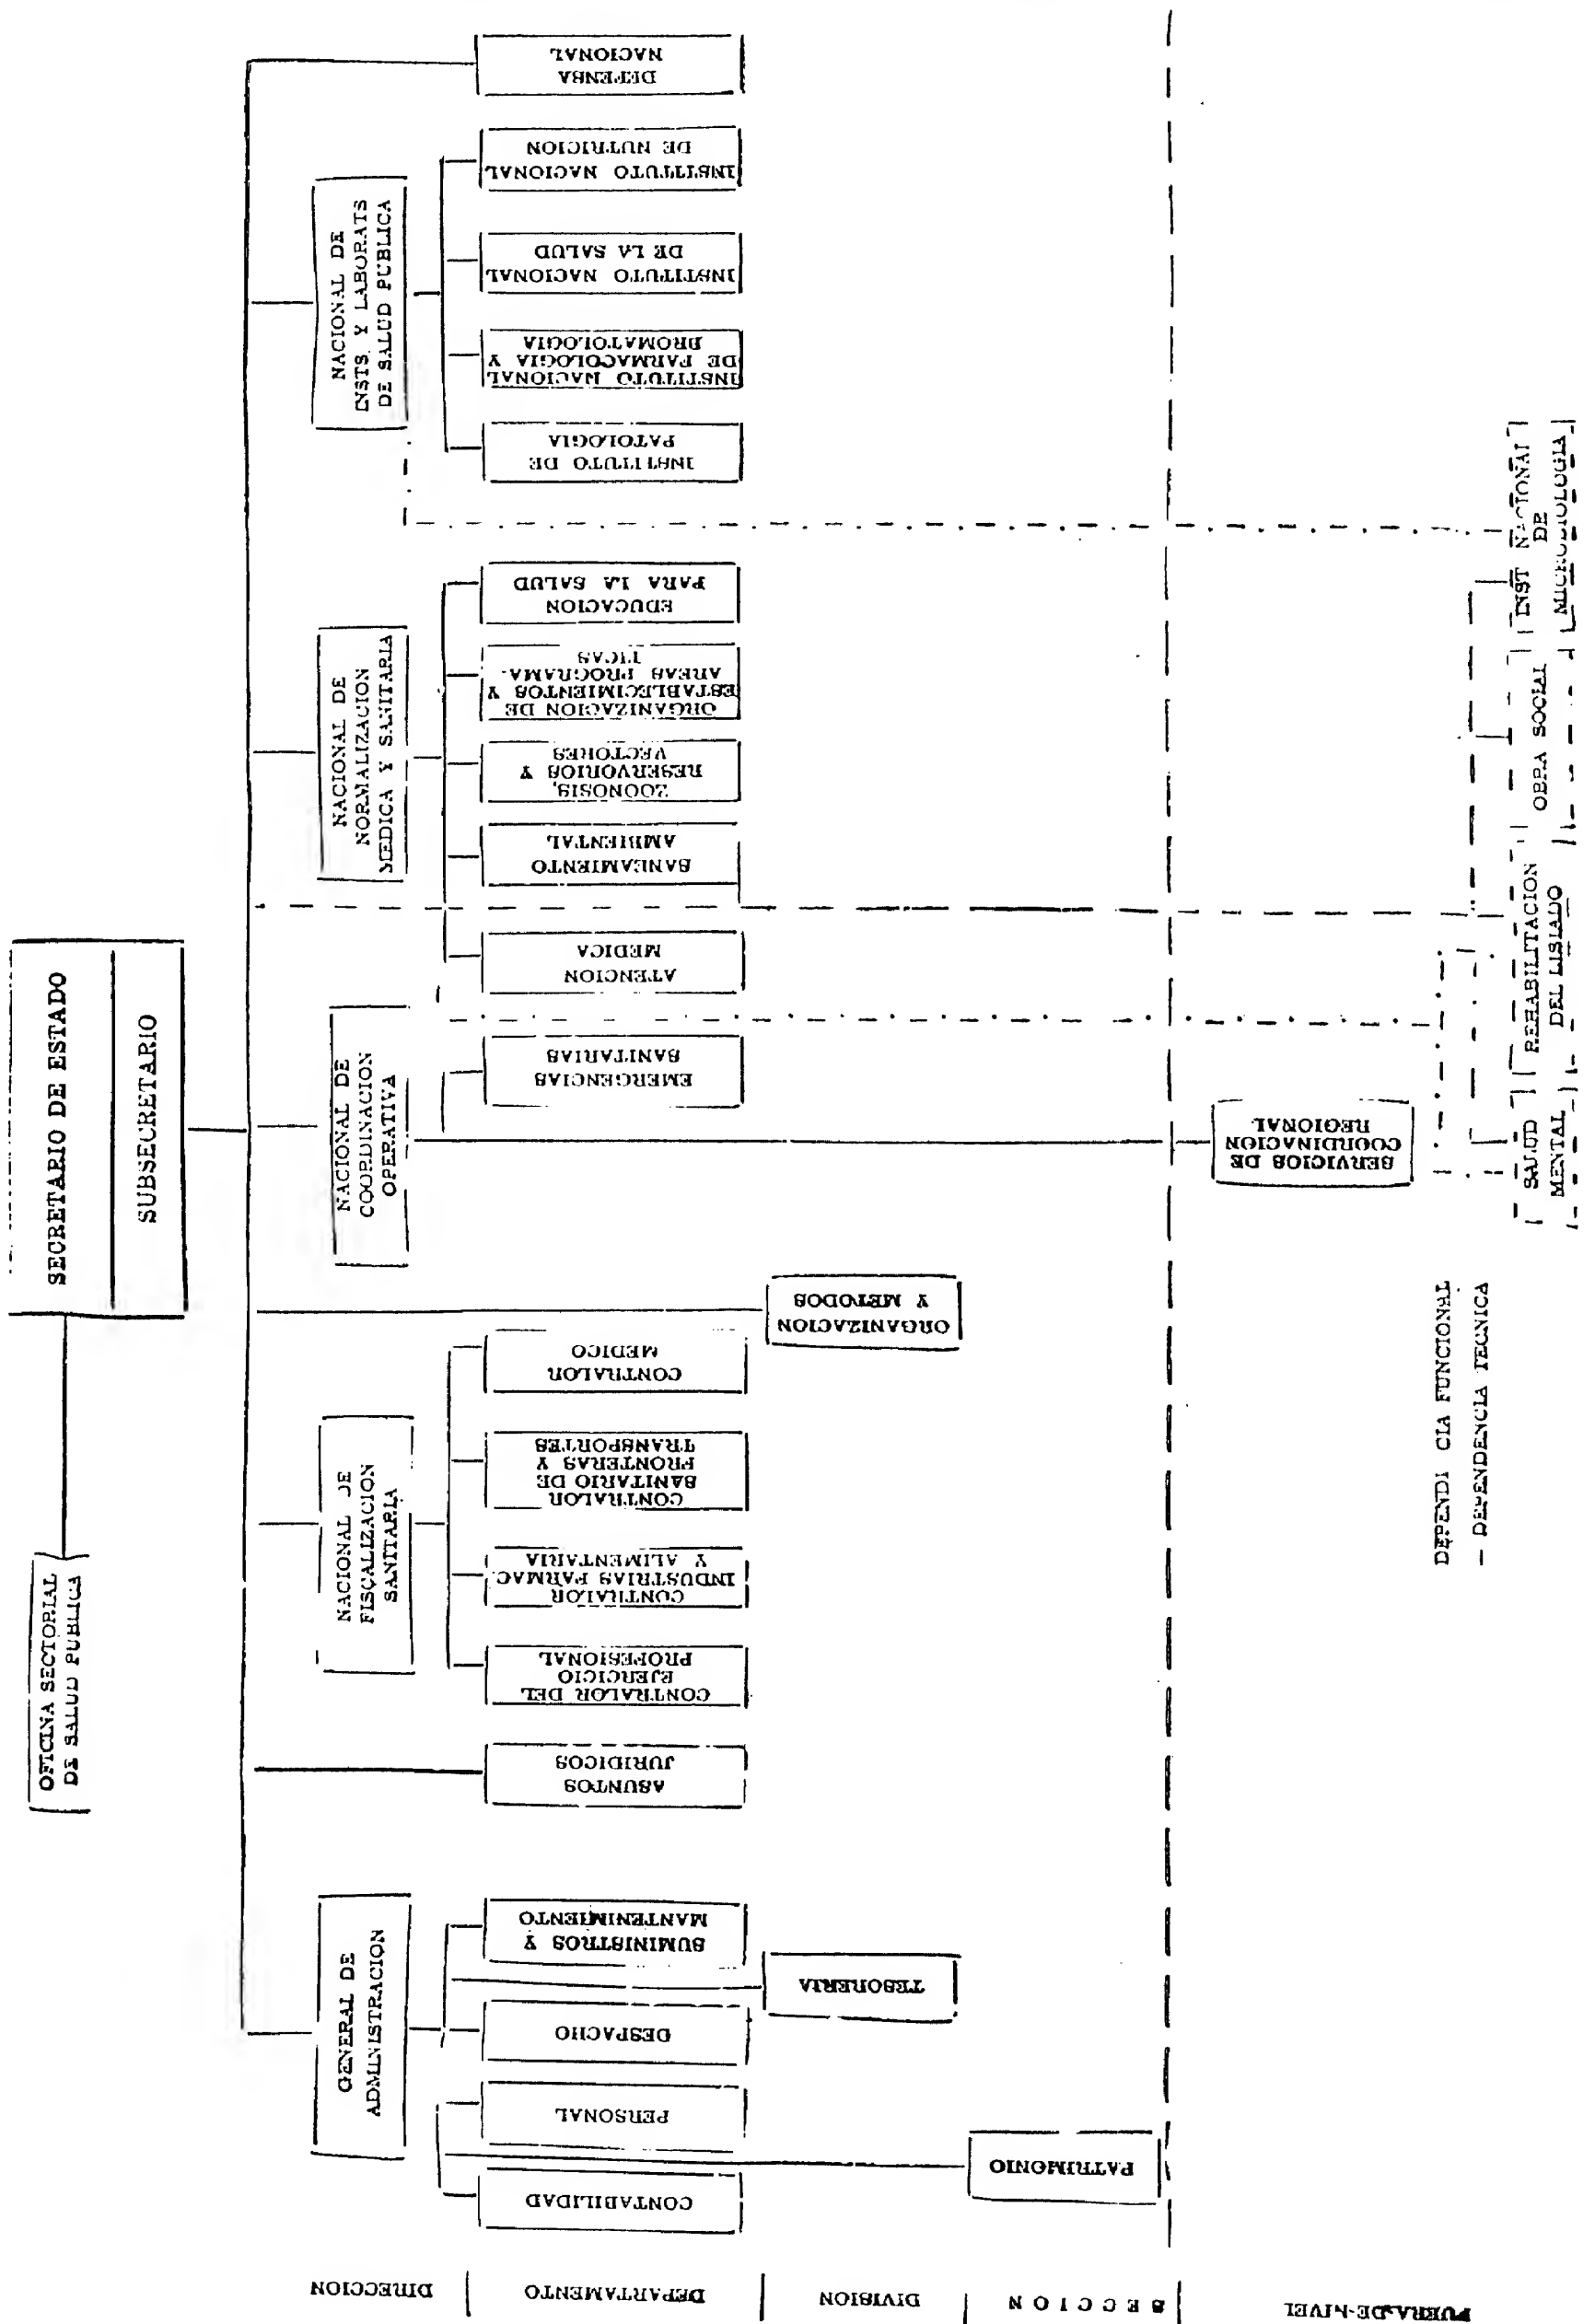 SECRETARIO DE ESTADO
SUBSECRETARIO
OFICINA SECTORIAL
DE SALUD PUBLICA
DIRECCION
GENERAL DE
ADMINISTRACION
NACIONAL DE
FISCALIZACION
SANITARIA
NACIONAL DE
COORDINACION
OPERATIVA
NACIONAL DE
NORMALIZACION
MEDICA Y SANITARIA
NACIONAL DE
INSTS. Y LABORATS
DE SALUD PUBLICA
DEPARTAMENTO
CONTABILIDAD
PERSONAL
DESPACHO
SUMINISTROS Y
MANTENIMIENTO
ASUNTOS
JURIDICOS
CONTRALOR DEL
EJERCICIO
PROFESIONAL
CONTRALOR
INDUSTRIAS FARMAC.
Y ALIMENTARIA
CONTRALOR
SANITARIO DE
FRONTERAS Y
TRANSPORTES
CONTRALOR
MEDICO
EMERGENCIAS
SANITARIAS
ATENCION
MEDICA
SANEAMIENTO
AMBIENTAL
ZOONOSIS,
RESERVORIOS Y
VECTORES
ORGANIZACION DE
ESTABLECIMIENTOS Y
AREAS PROGRAMA-
TICAS
EDUCACION
PARA LA SALUD
INSTITUTO DE
PATOLOGIA
INSTITUTO NACIONAL
DE FARMACOLOGIA Y
BROMATOLOGIA
INSTITUTO NACIONAL
DE LA SALUD
INSTITUTO NACIONAL
DE NUTRICION
DEFENSA
NACIONAL
DIVISION
TESORERIA
ORGANIZACION
Y METODOS
SECCION
PATRIMONIO
FUERA-DE-NIVEL
SERVICIOS DE
COORDINACION
REGIONAL
SALUD
MENTAL
REHABILITACION
DEL LISIADO
OBRA SOCIAL
INST NACIONAL
DE
MICROBIOLOGIA
DEPENDI CIA FUNCIONAL
- DEPENDENCIA TECNICA